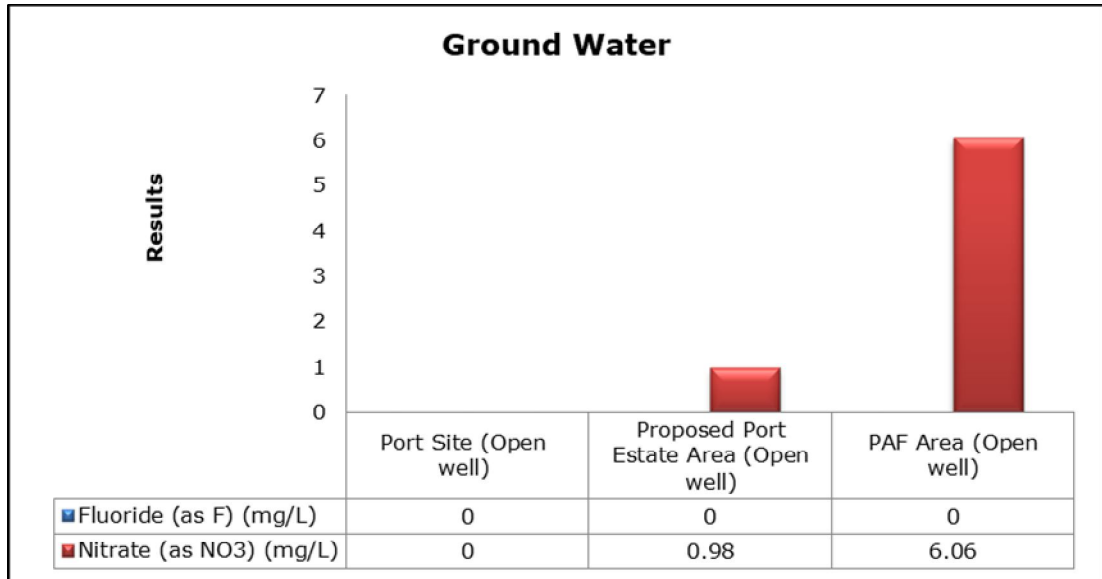 Ground Water
Results
7
6
5
4
3
2
1
0
Port Site (Open
well)
Proposed Port
Estate Area (Open
well)
PAF Area (Open
well)
Fluoride (as F) (mg/L) 0 0 0
Nitrate (as NO3) (mg/L) 0 0.98 6.06